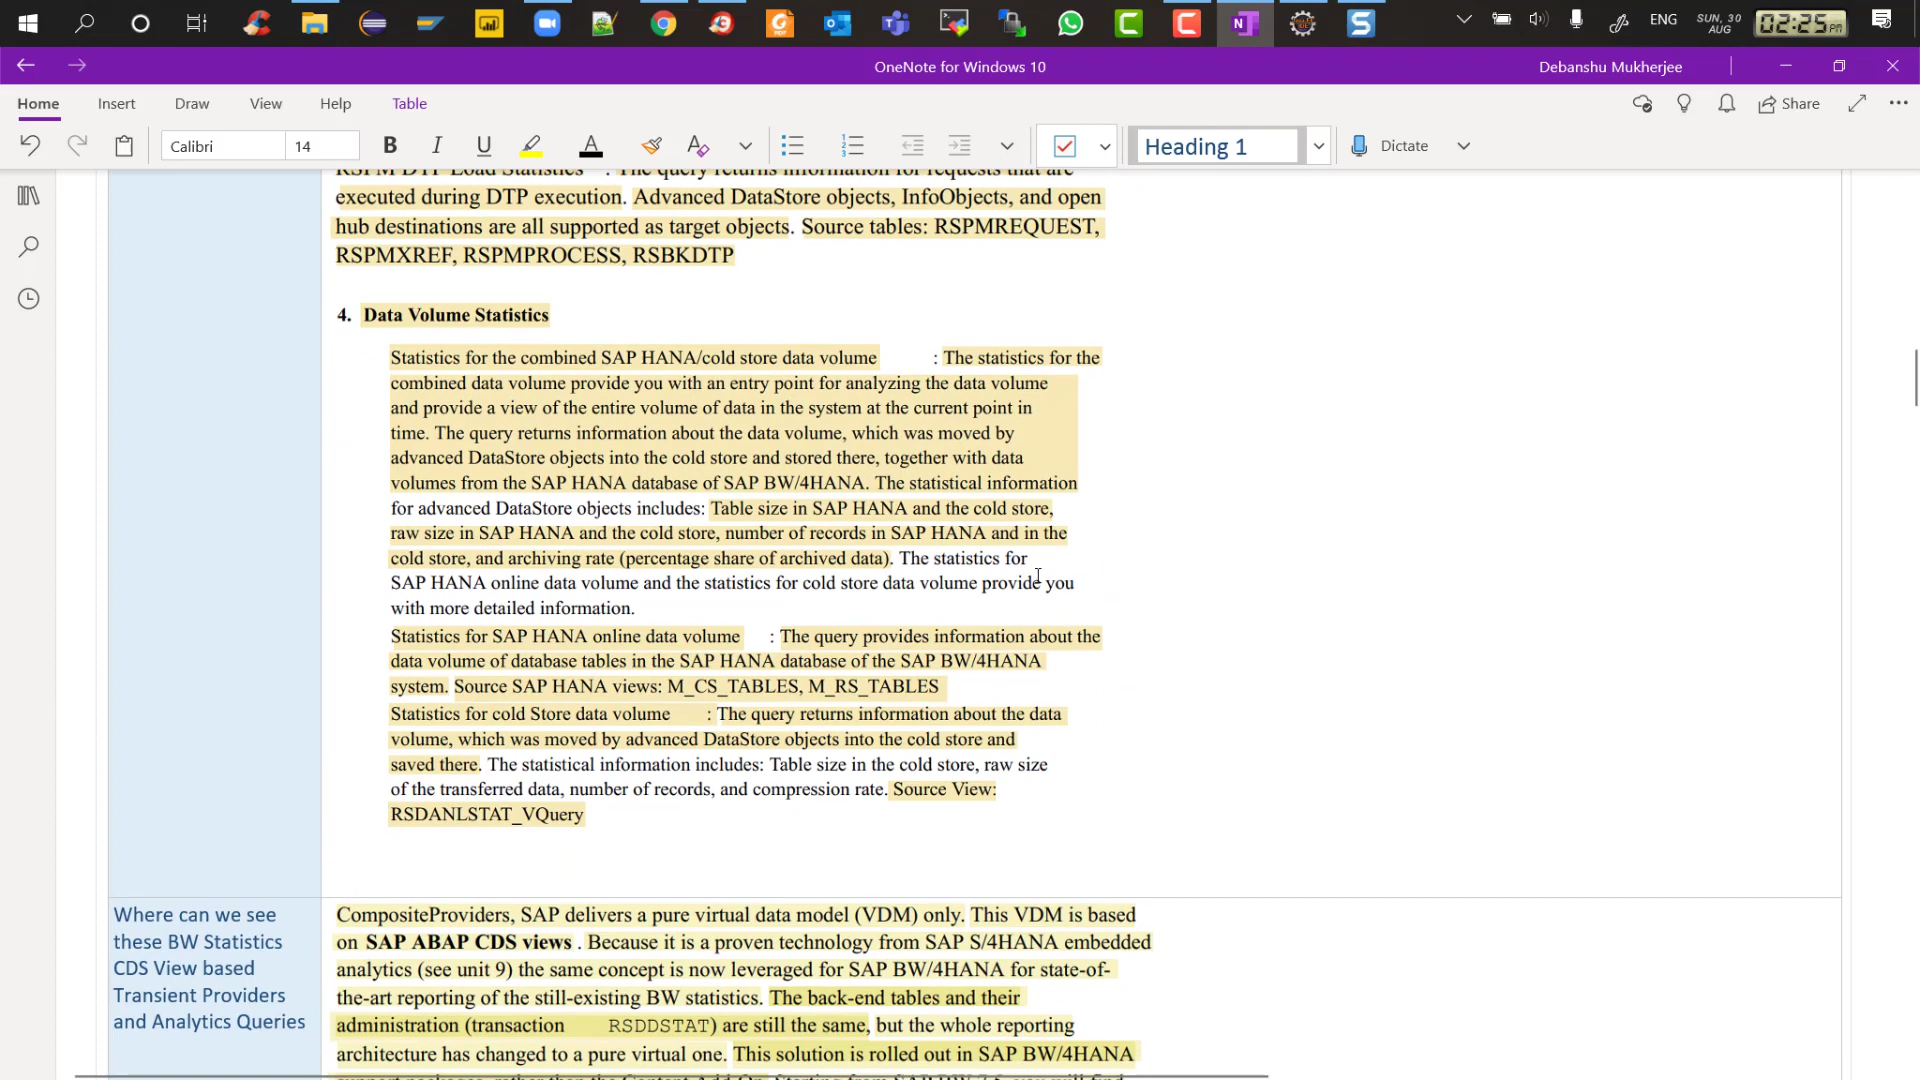 ENG
SUN, 30
AUG
02:25PM
OneNote for Windows 10
Debanshu Mukherjee
Home
Insert
Draw
View
Help
Table
Share
Calibri
14
B
I
U
A
Heading 1
Dictate
RSPM DTP Load Statistics : The query returns information for requests that are
executed during DTP execution. Advanced DataStore objects, InfoObjects, and open
hub destinations are all supported as target objects. Source tables: RSPMREQUEST,
RSPMXREF, RSPMPROCESS, RSBKDTP
4. Data Volume Statistics
Statistics for the combined SAP HANA/cold store data volume : The statistics for the
combined data volume provide you with an entry point for analyzing the data volume
and provide a view of the entire volume of data in the system at the current point in
time. The query returns information about the data volume, which was moved by
advanced DataStore objects into the cold store and stored there, together with data
volumes from the SAP HANA database of SAP BW/4HANA. The statistical information
for advanced DataStore objects includes: Table size in SAP HANA and the cold store,
raw size in SAP HANA and the cold store, number of records in SAP HANA and in the
cold store, and archiving rate (percentage share of archived data). The statistics for
SAP HANA online data volume and the statistics for cold store data volume provide you
with more detailed information.
Statistics for SAP HANA online data volume : The query provides information about the
data volume of database tables in the SAP HANA database of the SAP BW/4HANA
system. Source SAP HANA views: M_CS_TABLES, M_RS_TABLES
Statistics for cold Store data volume : The query returns information about the data
volume, which was moved by advanced DataStore objects into the cold store and
saved there. The statistical information includes: Table size in the cold store, raw size
of the transferred data, number of records, and compression rate. Source View:
RSDANLSTAT_VQuery
Where can we see
these BW Statistics
CDS View based
Transient Providers
and Analytics Queries
CompositeProviders, SAP delivers a pure virtual data model (VDM) only. This VDM is based
on SAP ABAP CDS views . Because it is a proven technology from SAP S/4HANA embedded
analytics (see unit 9) the same concept is now leveraged for SAP BW/4HANA for state-of-
the-art reporting of the still-existing BW statistics. The back-end tables and their
administration (transaction RSDDSTAT) are still the same, but the whole reporting
architecture has changed to a pure virtual one. This solution is rolled out in SAP BW/4HANA